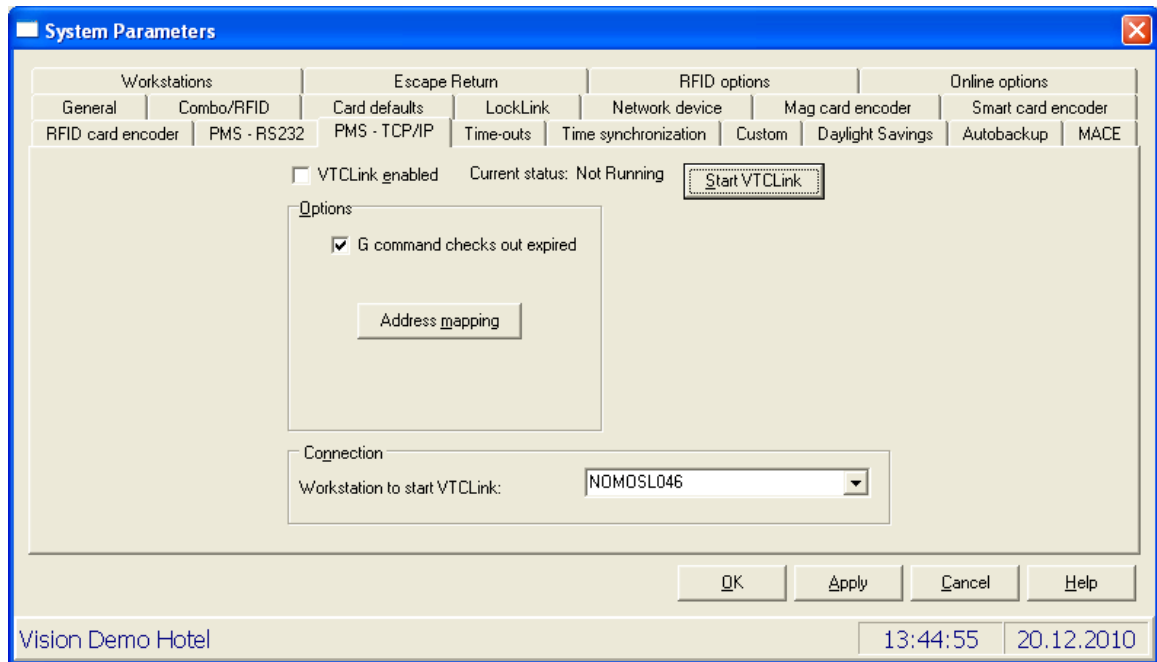 System Parameters
Workstations Escape Return RFID options Online options
General Combo/RFID Card defaults LockLink Network device Mag card encoder Smart card encoder
RFID card encoder PMS - RS232 PMS - TCP/IP Time-outs Time synchronization Custom Daylight Savings Autobackup MACE
VTCLink enabled Current status: Not Running Start VTCLink
Options
G command checks out expired
Address mapping
Connection
Workstation to start VTCLink: NOMOSL046
OK Apply Cancel Help
Vision Demo Hotel 13:44:55 20.12.2010